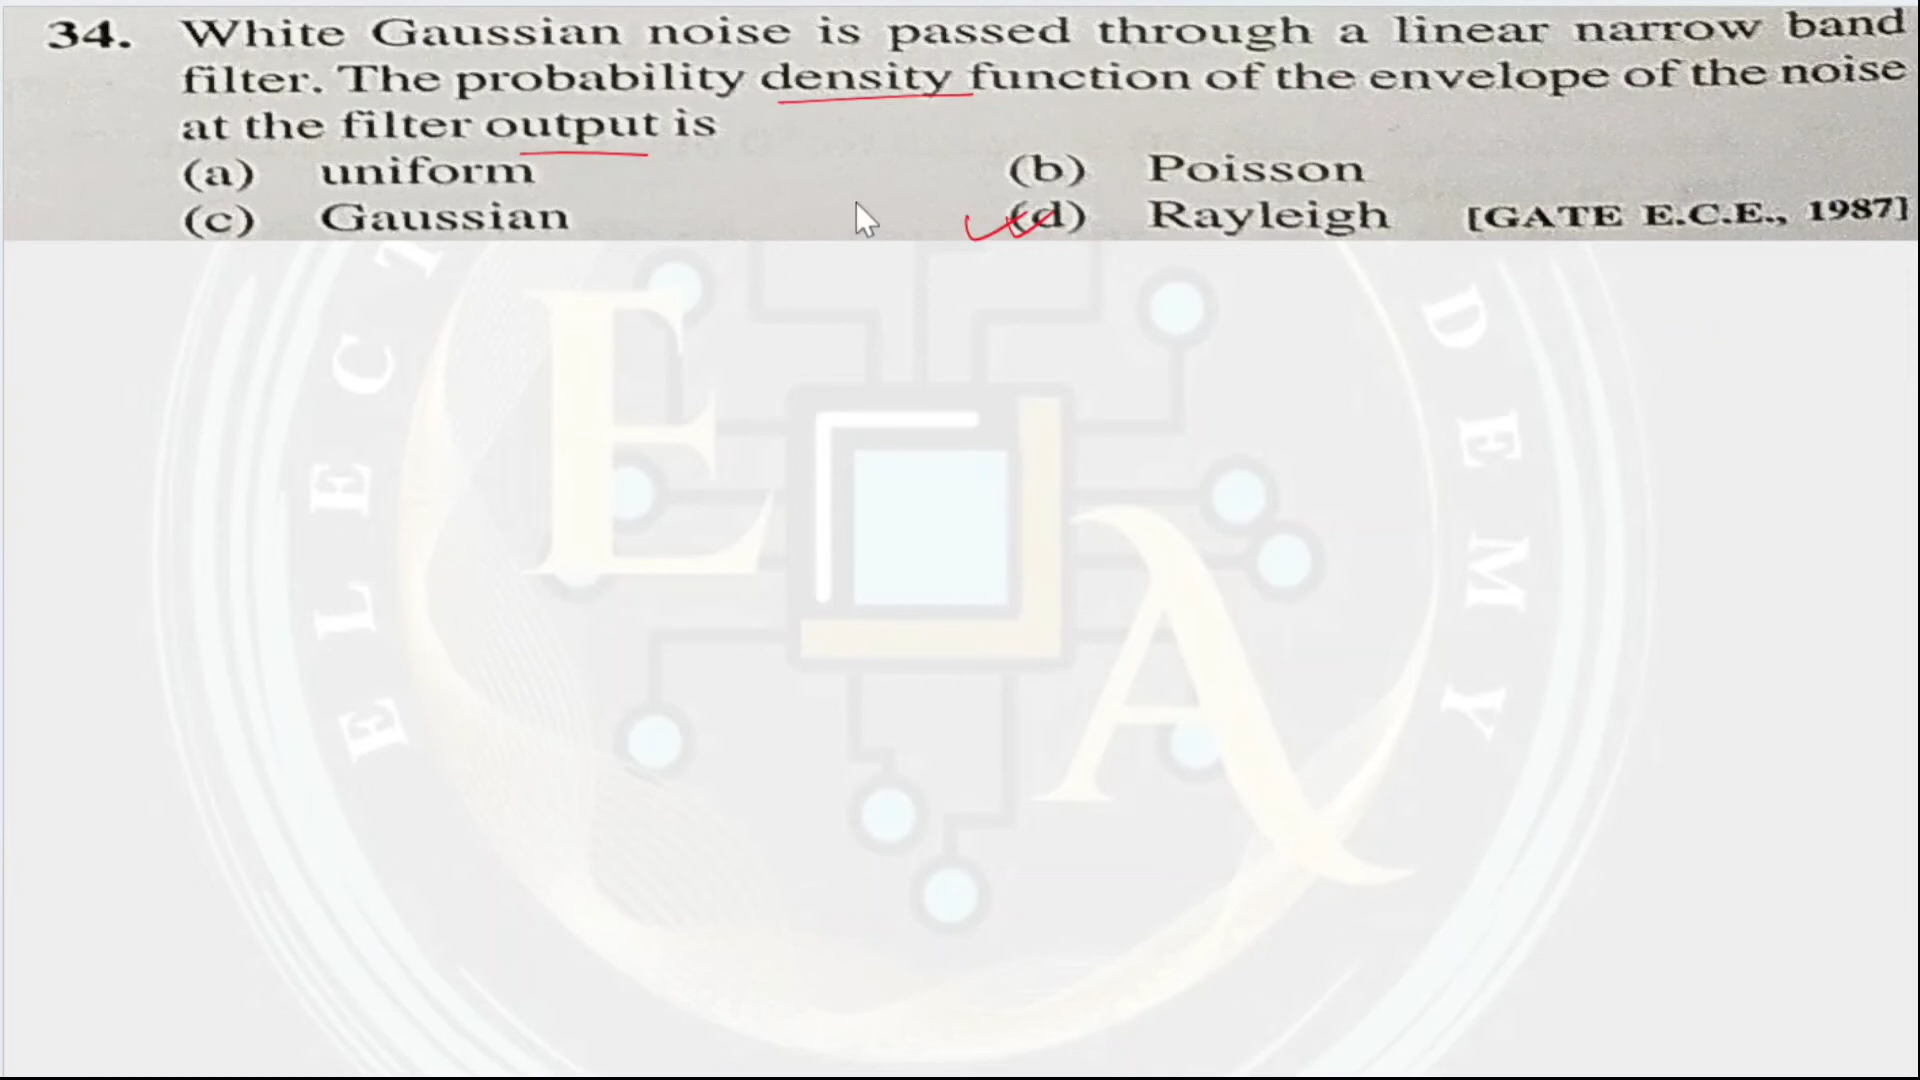 34. White Gaussian noise is passed through a linear narrow band
filter. The probability density function of the envelope of the noise
at the filter output is
(a) uniform (b) Poisson
(c) Gaussian (d) Rayleigh [GATE E.C.E., 1987]
E L E C T
E A
D E M Y